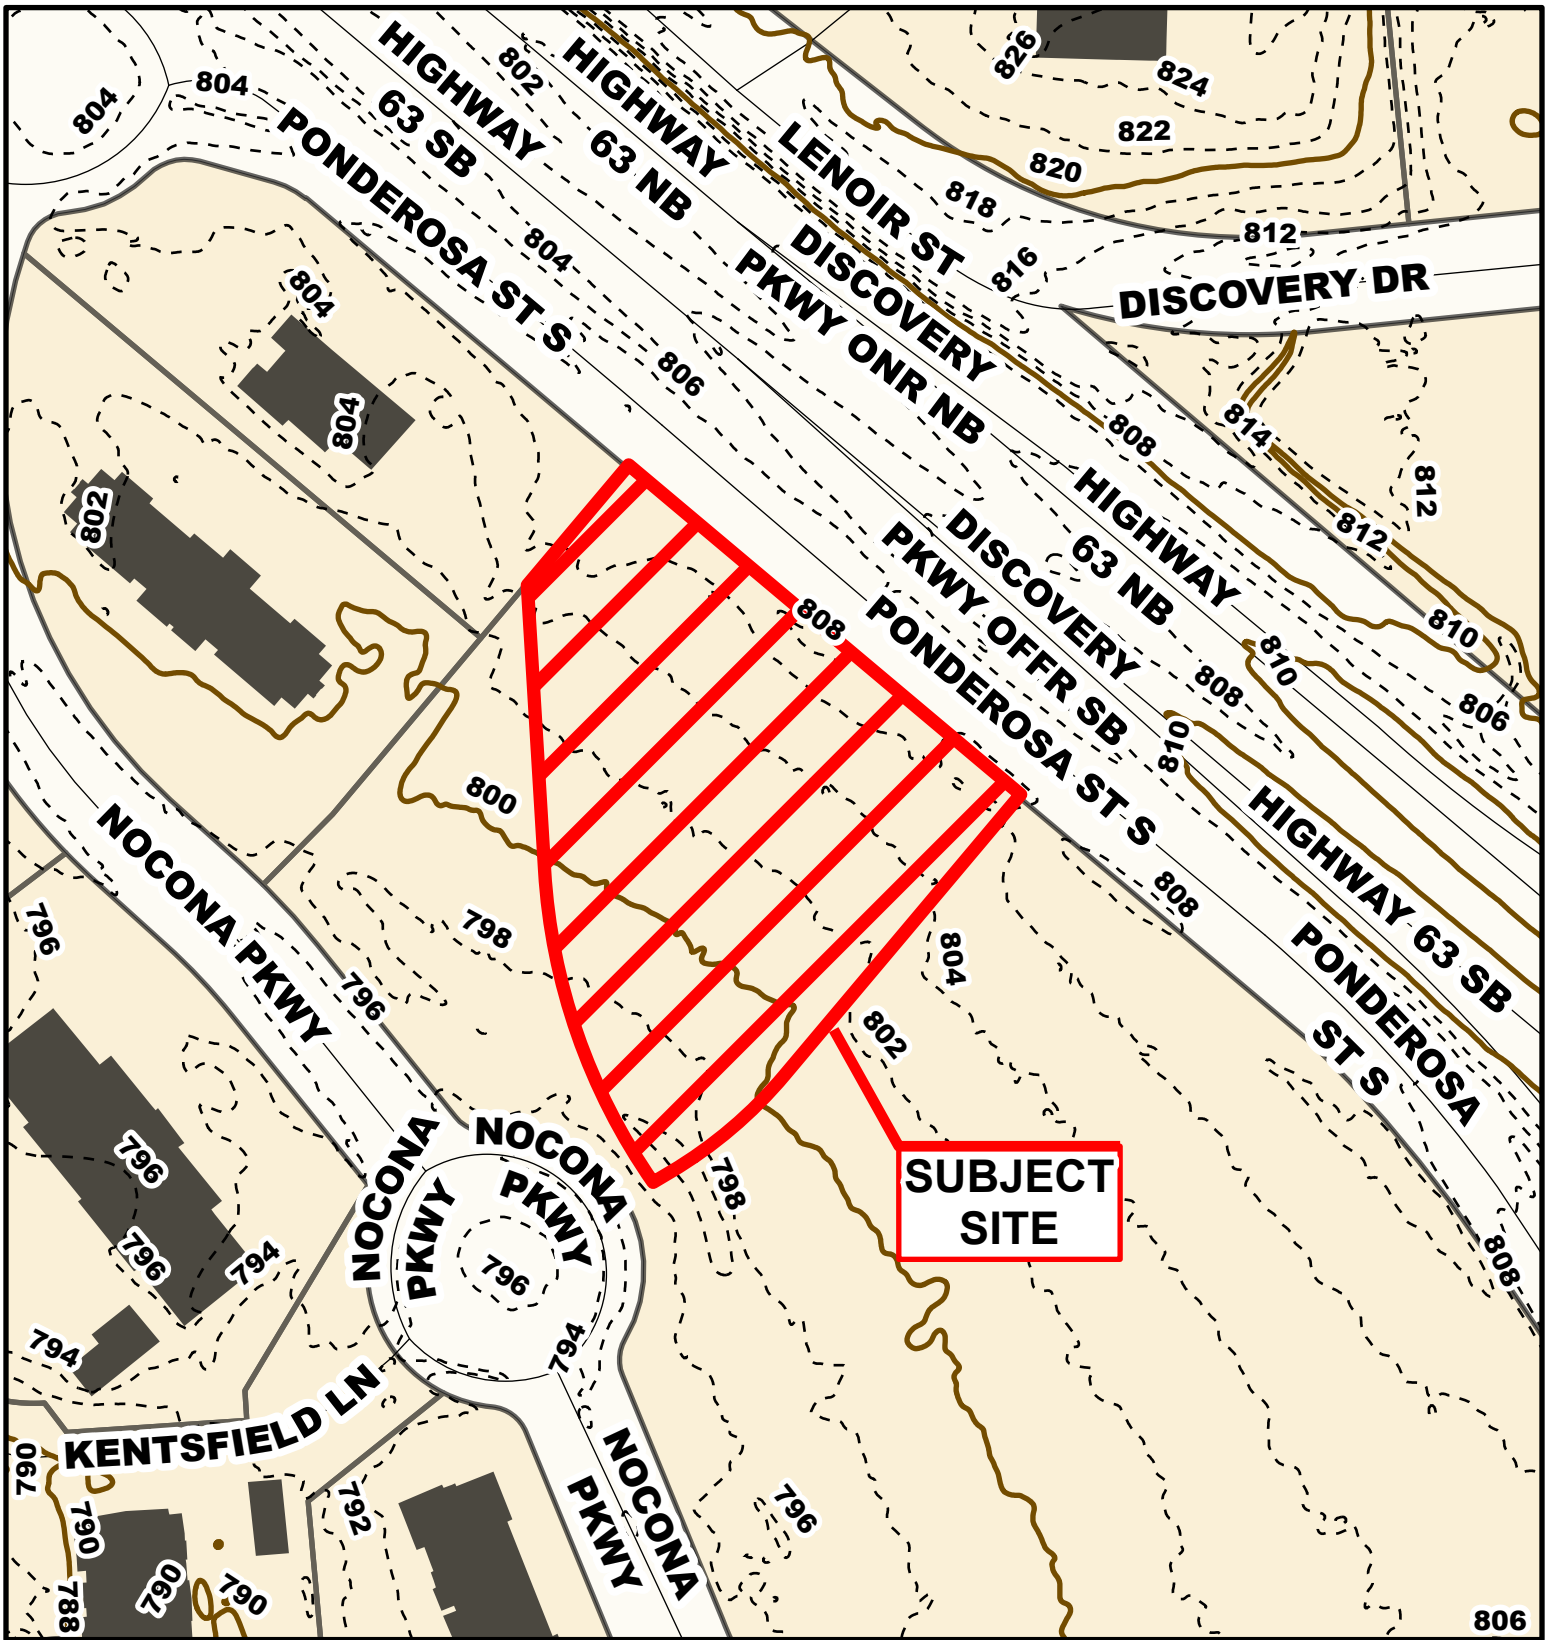 826
824
822
820
818
816
812
804
804
802
HIGHWAY
63 SB
HIGHWAY
63 NB
LENOIR ST
PONDEROSA ST S
804
806
DISCOVERY
PKWY ONR NB
DISCOVERY DR
804
804
802
808
814
812
812
810
HIGHWAY
63 NB
DISCOVERY
PKWY OFFR SB
808
PONDEROSA ST S
808
810
810
806
HIGHWAY 63 SB
800
798
808
804
802
PONDEROSA
ST S
NOCONA PKWY
796
796
NOCONA
PKWY
NOCONA
PKWY
796
794
798
SUBJECT
SITE
796
796
794
794
808
KENTSFIELD LN
NOCONA
PKWY
790
790
788
790
790
792
796
806